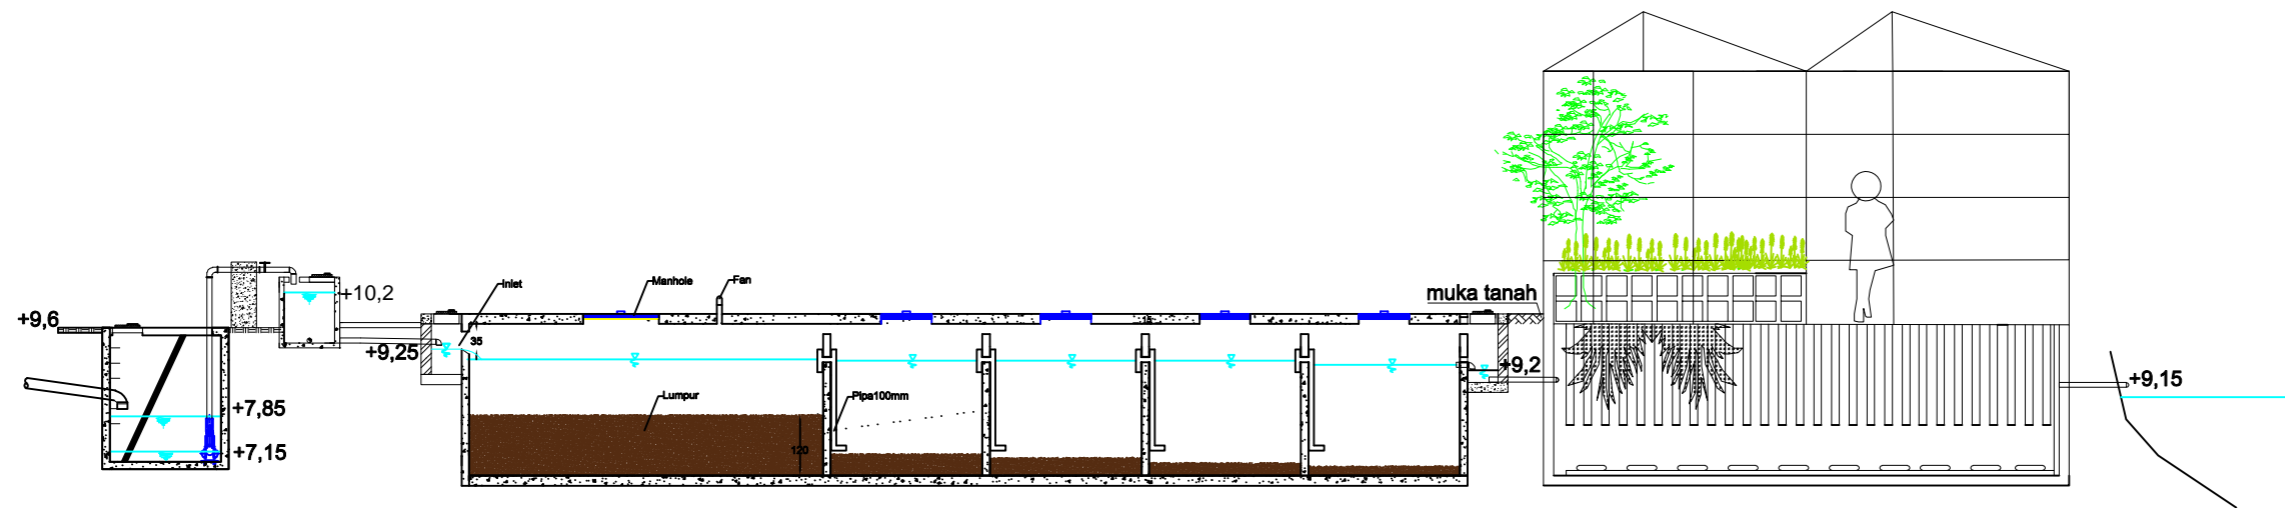 +9,6
+7,85
+7,15
+10,2
+9,25
Inlet
35
Manhole
Fan
Lumpur
120
Pipa100mm
muka tanah
+9,2
+9,15